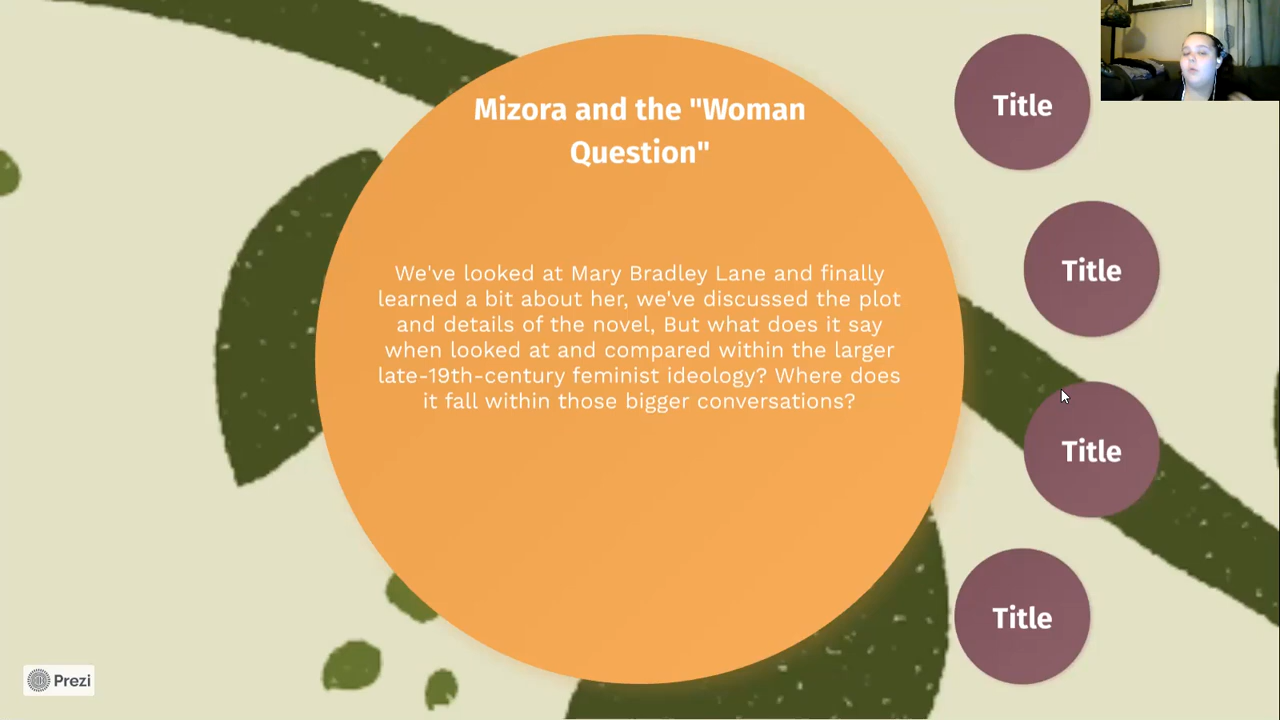 Mizora and the "Woman
Question"
We've looked at Mary Bradley Lane and finally
learned a bit about her, we've discussed the plot
and details of the novel, But what does it say
when looked at and compared within the larger
late-19th-century feminist ideology? Where does
it fall within those bigger conversations?
Title
Title
Title
Title
Prezi